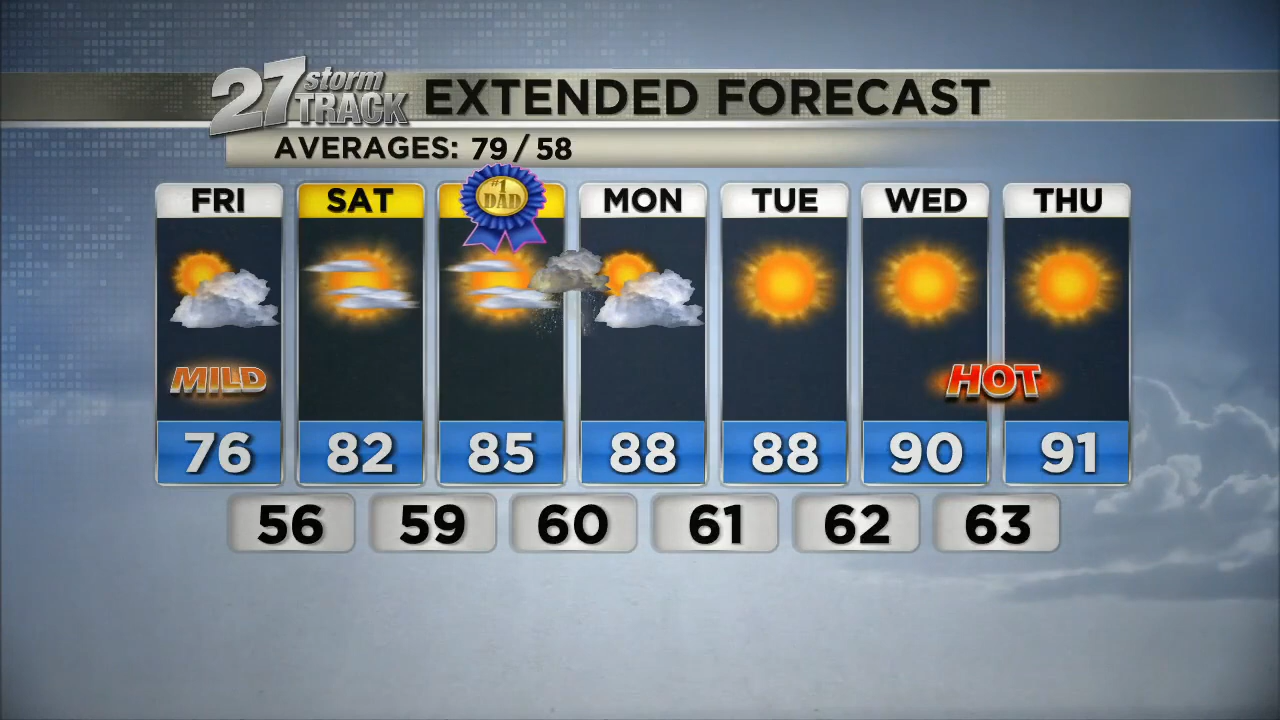 27 storm TRACK EXTENDED FORECAST
AVERAGES: 79 / 58
FRI SAT #1 DAD MON TUE WED THU
MILD HOT
76 82 85 88 88 90 91
56 59 60 61 62 63